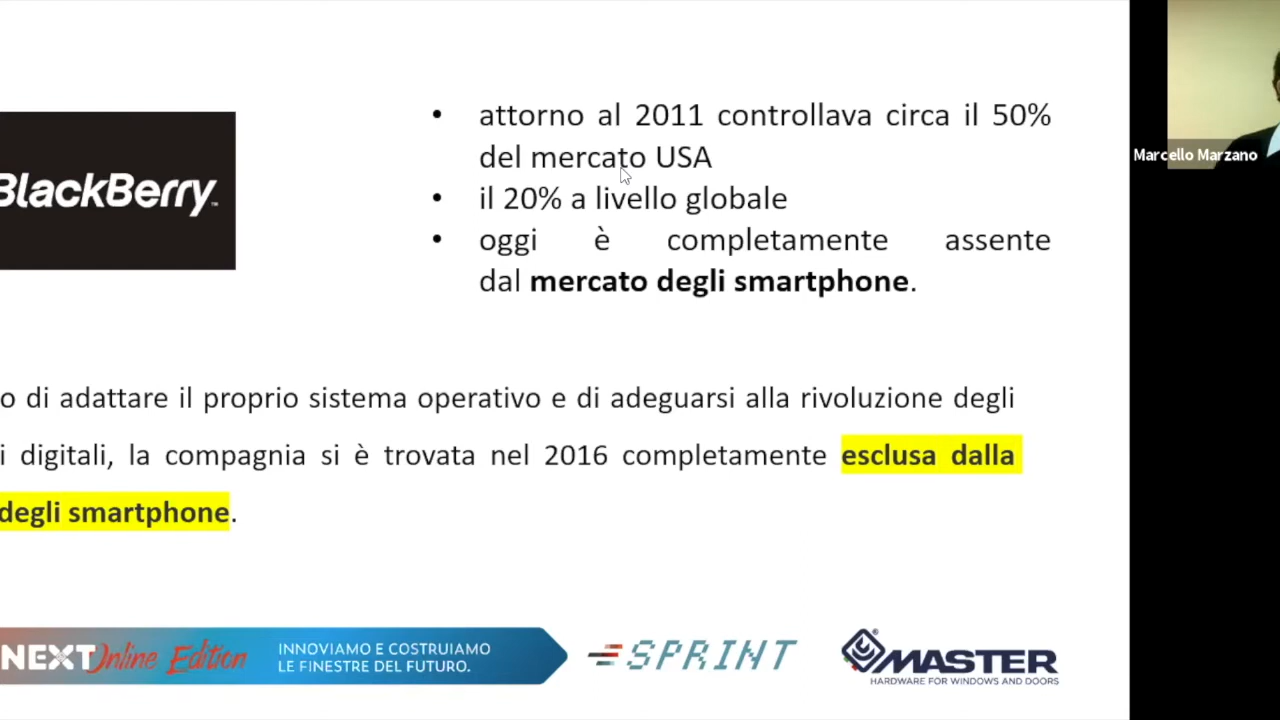 BlackBerry™
• attorno al 2011 controllava circa il 50%
del mercato USA
• il 20% a livello globale
• oggi è completamente assente
dal mercato degli smartphone.
o di adattare il proprio sistema operativo e di adeguarsi alla rivoluzione degli
i digitali, la compagnia si è trovata nel 2016 completamente esclusa dalla
degli smartphone.
Marcello Marzano
NEXT Online Edition
INNOVIAMO E COSTRUIAMO
LE FINESTRE DEL FUTURO.
SPRINT
MASTER
HARDWARE FOR WINDOWS AND DOORS